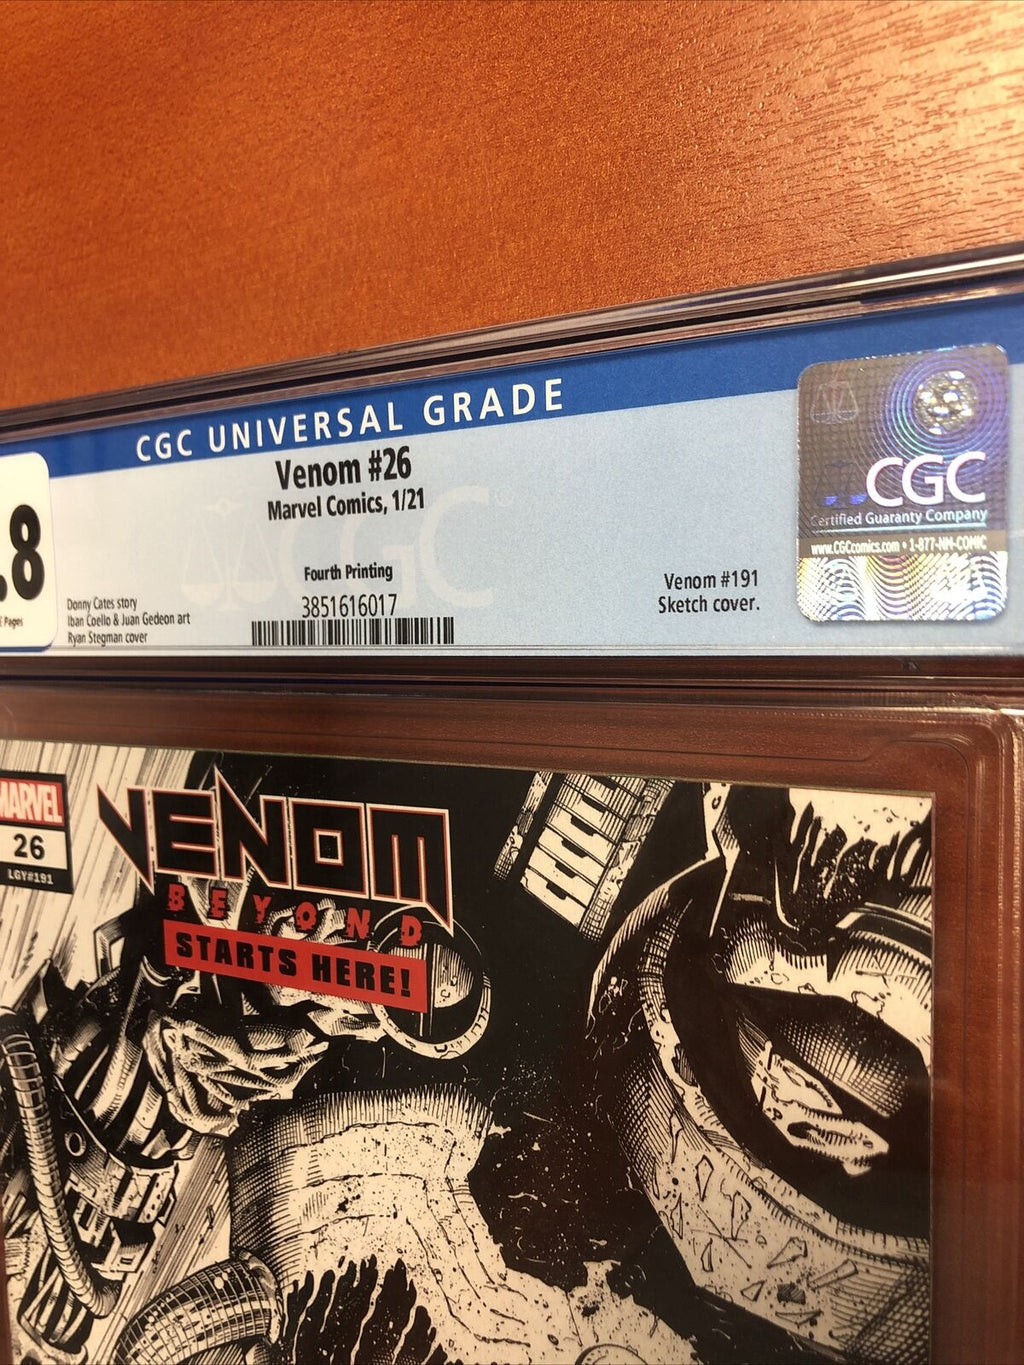 CGC UNIVERSAL GRADE
Venom #26
Marvel Comics, 1/21
.8
Pages
Fourth Printing
3851616017
Donny Cates story
Iban Coello & Juan Gedeon art
Ryan Stegman cover
Venom #191
Sketch cover.
CGC
Certified Guaranty Company
www.CGCcomics.com • 1-877-NM-COMIC
CGC
MARVEL
26
LGY#191
VENOM
BEYOND
STARTS HERE!